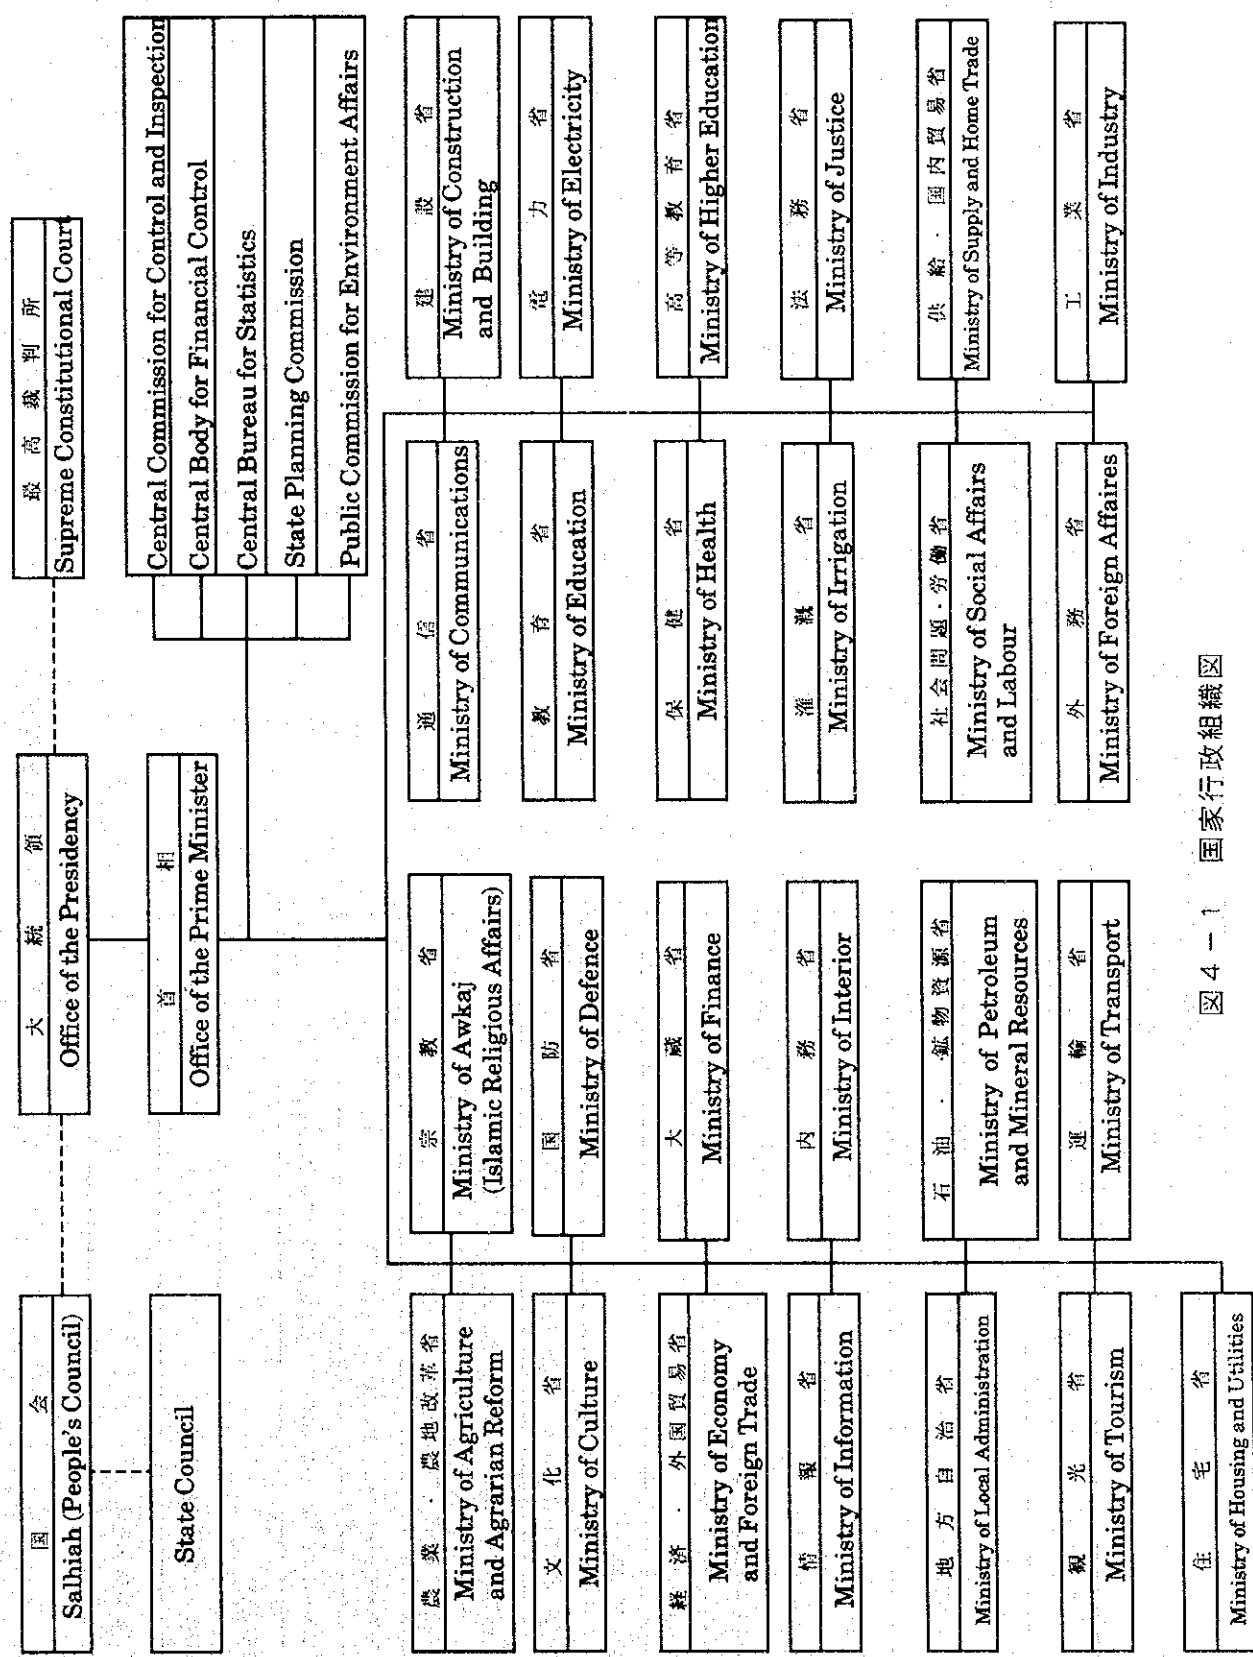 国会
Salhiah (People's Council)
State Council
大統領
Office of the Presidency
首相
Office of the Prime Minister
最高裁判所
Supreme Constitutional Court
Central Commission for Control and Inspection
Central Body for Financial Control
Central Bureau for Statistics
State Planning Commission
Public Commission for Environment Affairs
農業・農地改革省
Ministry of Agriculture
and Agrarian Reform
宗教省
Ministry of Awkaj
(Islamic Religious Affairs)
通信省
Ministry of Communications
建設省
Ministry of Construction
and Building
文化省
Ministry of Culture
国防省
Ministry of Defence
教育省
Ministry of Education
電力省
Ministry of Electricity
経済・外国貿易省
Ministry of Economy
and Foreign Trade
大蔵省
Ministry of Finance
保健省
Ministry of Health
高等教育省
Ministry of Higher Education
情報省
Ministry of Information
内務省
Ministry of Interior
潅漑省
Ministry of Irrigation
法務省
Ministry of Justice
地方自治省
Ministry of Local Administration
石油・鉱物資源省
Ministry of Petroleum
and Mineral Resources
社会問題・労働省
Ministry of Social Affairs
and Labour
供給・国内貿易省
Ministry of Supply and Home Trade
観光省
Ministry of Tourism
運輸省
Ministry of Transport
外務省
Ministry of Foreign Affaires
工業省
Ministry of Industry
住宅省
Ministry of Housing and Utilities
図4－1 国家行政組織図